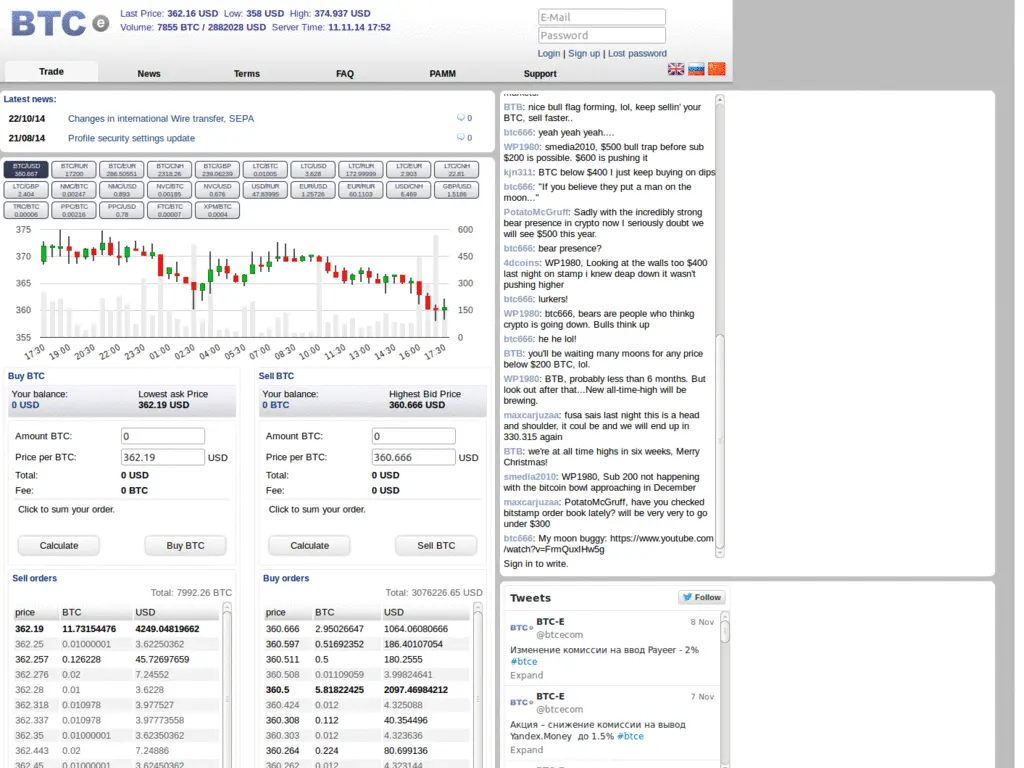 BTC e
Last Price: 362.16 USD Low: 358 USD High: 374.937 USD
Volume: 7855 BTC / 2882028 USD Server Time: 11.11.14 17:52
E-Mail
Password
Login | Sign up | Lost password
Trade News Terms FAQ PAMM Support
Latest news:
22/10/14 Changes in international Wire transfer, SEPA 0
21/08/14 Profile security settings update 0
BTC/USD BTC/RUR BTC/EUR BTC/CNH BTC/GBP LTC/BTC LTC/USD LTC/RUR LTC/EUR LTC/CNH
360.667 17200 286.50551 2318.26 239.06239 0.01005 3.628 172.99999 2.903 22.81
LTC/GBP NMC/BTC NMC/USD NVC/BTC NVC/USD USD/RUR EUR/USD EUR/RUR USD/CNH GBP/USD
2.404 0.00247 0.893 0.00185 0.676 47.83995 1.25726 60.1103 6.469 1.5186
TRC/BTC PPC/BTC PPC/USD FTC/BTC XPM/BTC
0.00006 0.00216 0.78 0.00007 0.0004
375 600
370 450
365 300
360 150
355 0
17:30 19:00 20:30 22:00 23:30 01:00 02:30 04:00 05:30 07:00 08:30 10:00 11:30 13:00 14:30 16:00 17:30
Buy BTC
Your balance: Lowest ask Price
0 USD 362.19 USD
Amount BTC: 0
Price per BTC: 362.19 USD
Total: 0 USD
Fee: 0 BTC
Click to sum your order.
Calculate Buy BTC
Sell BTC
Your balance: Highest Bid Price
0 BTC 360.666 USD
Amount BTC: 0
Price per BTC: 360.666 USD
Total: 0 USD
Fee: 0 USD
Click to sum your order.
Calculate Sell BTC
Sell orders
Total: 7992.26 BTC
price BTC USD
362.19 11.73154476 4249.04819662
362.25 0.01000001 3.62250362
362.257 0.126228 45.72697659
362.276 0.02 7.24552
362.28 0.01 3.6228
362.318 0.010978 3.977527
362.337 0.010978 3.97773558
362.35 0.01000001 3.62350362
362.443 0.02 7.24886
362.45 0.01000001 3.62450362
Buy orders
Total: 3076226.65 USD
price BTC USD
360.666 2.95026647 1064.06080666
360.597 0.51692352 186.40107054
360.511 0.5 180.2555
360.508 0.01109059 3.99824641
360.5 5.81822425 2097.46984212
360.424 0.012 4.325088
360.308 0.112 40.354496
360.303 0.012 4.323636
360.264 0.224 80.699136
360.262 0.012 4.323144
BTB: nice bull flag forming, lol, keep sellin' your
BTC, sell faster..
btc666: yeah yeah yeah....
WP1980: smedia2010, $500 bull trap before sub
$200 is possible. $600 is pushing it
kjn311: BTC below $400 I just keep buying on dips
btc666: "If you believe they put a man on the
moon..."
PotatoMcGruff: Sadly with the incredibly strong
bear presence in crypto now I seriously doubt we
will see $500 this year.
btc666: bear presence?
4dcoins: WP1980, Looking at the walls too $400
last night on stamp i knew deap down it wasn't
pushing higher
btc666: lurkers!
WP1980: btc666, bears are people who thinkg
crypto is going down. Bulls think up
btc666: he he lol!
BTB: you'll be waiting many moons for any price
below $200 BTC, lol.
WP1980: BTB, probably less than 6 months. But
look out after that...New all-time-high will be
brewing.
maxcarjuzaa: fusa sais last night this is a head
and shoulder, it coul be and we will end up in
330.315 again
BTB: we're at all time highs in six weeks, Merry
Christmas!
smedia2010: WP1980, Sub 200 not happening
with the bitcoin bowl approaching in December
maxcarjuzaa: PotatoMcGruff, have you checked
bitstamp order book lately? will be very very to go
under $300
btc666: My moon buggy: https://www.youtube.com
/watch?v=FrmQuxIHw5g
Sign in to write.
Tweets Follow
BTC-E 8 Nov
@btcecom
Изменение комиссии на ввод Payeer - 2%
#btce
Expand
BTC-E 7 Nov
@btcecom
Акция – снижение комиссии на вывод
Yandex.Money до 1.5% #btce
Expand